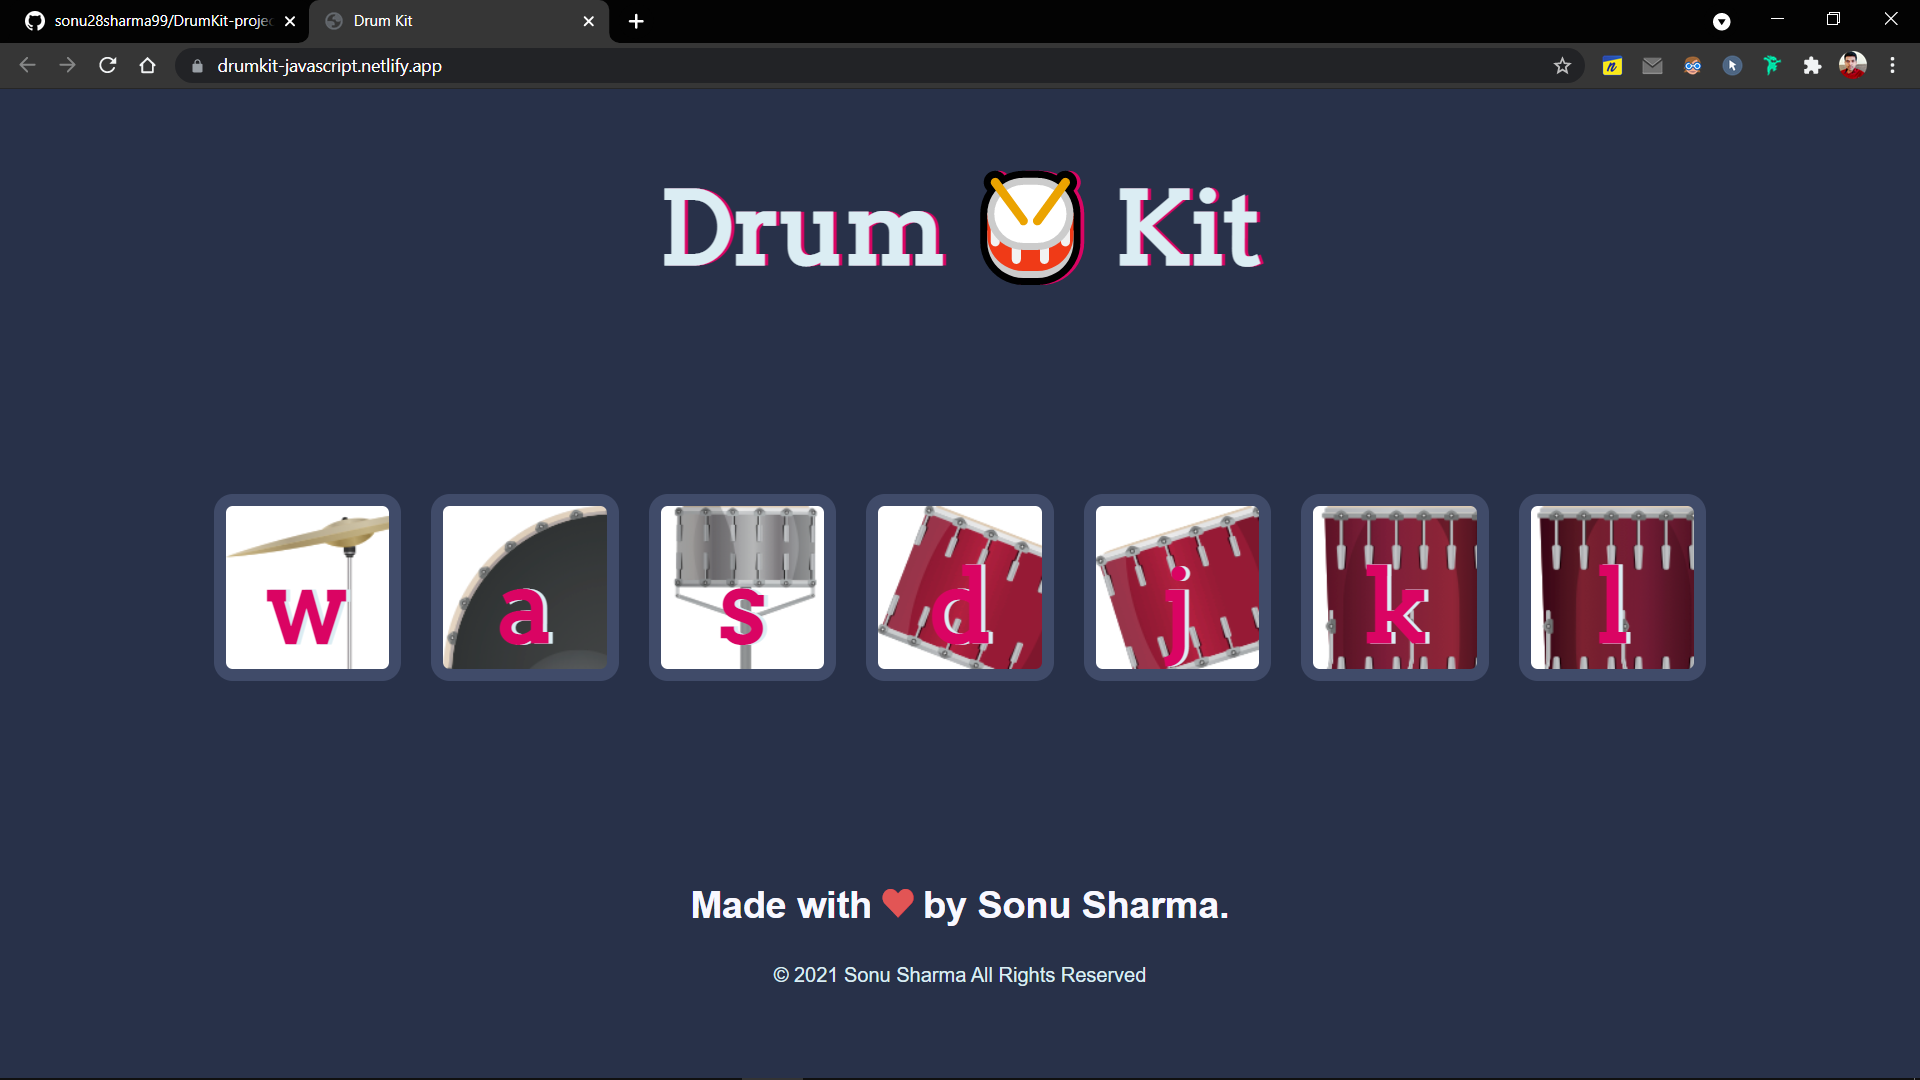 sonu28sharma99/DrumKit-projec
Drum Kit
drumkit-javascript.netlify.app
Drum 🥁 Kit
w a s d j k l
Made with ❤ by Sonu Sharma.
© 2021 Sonu Sharma All Rights Reserved